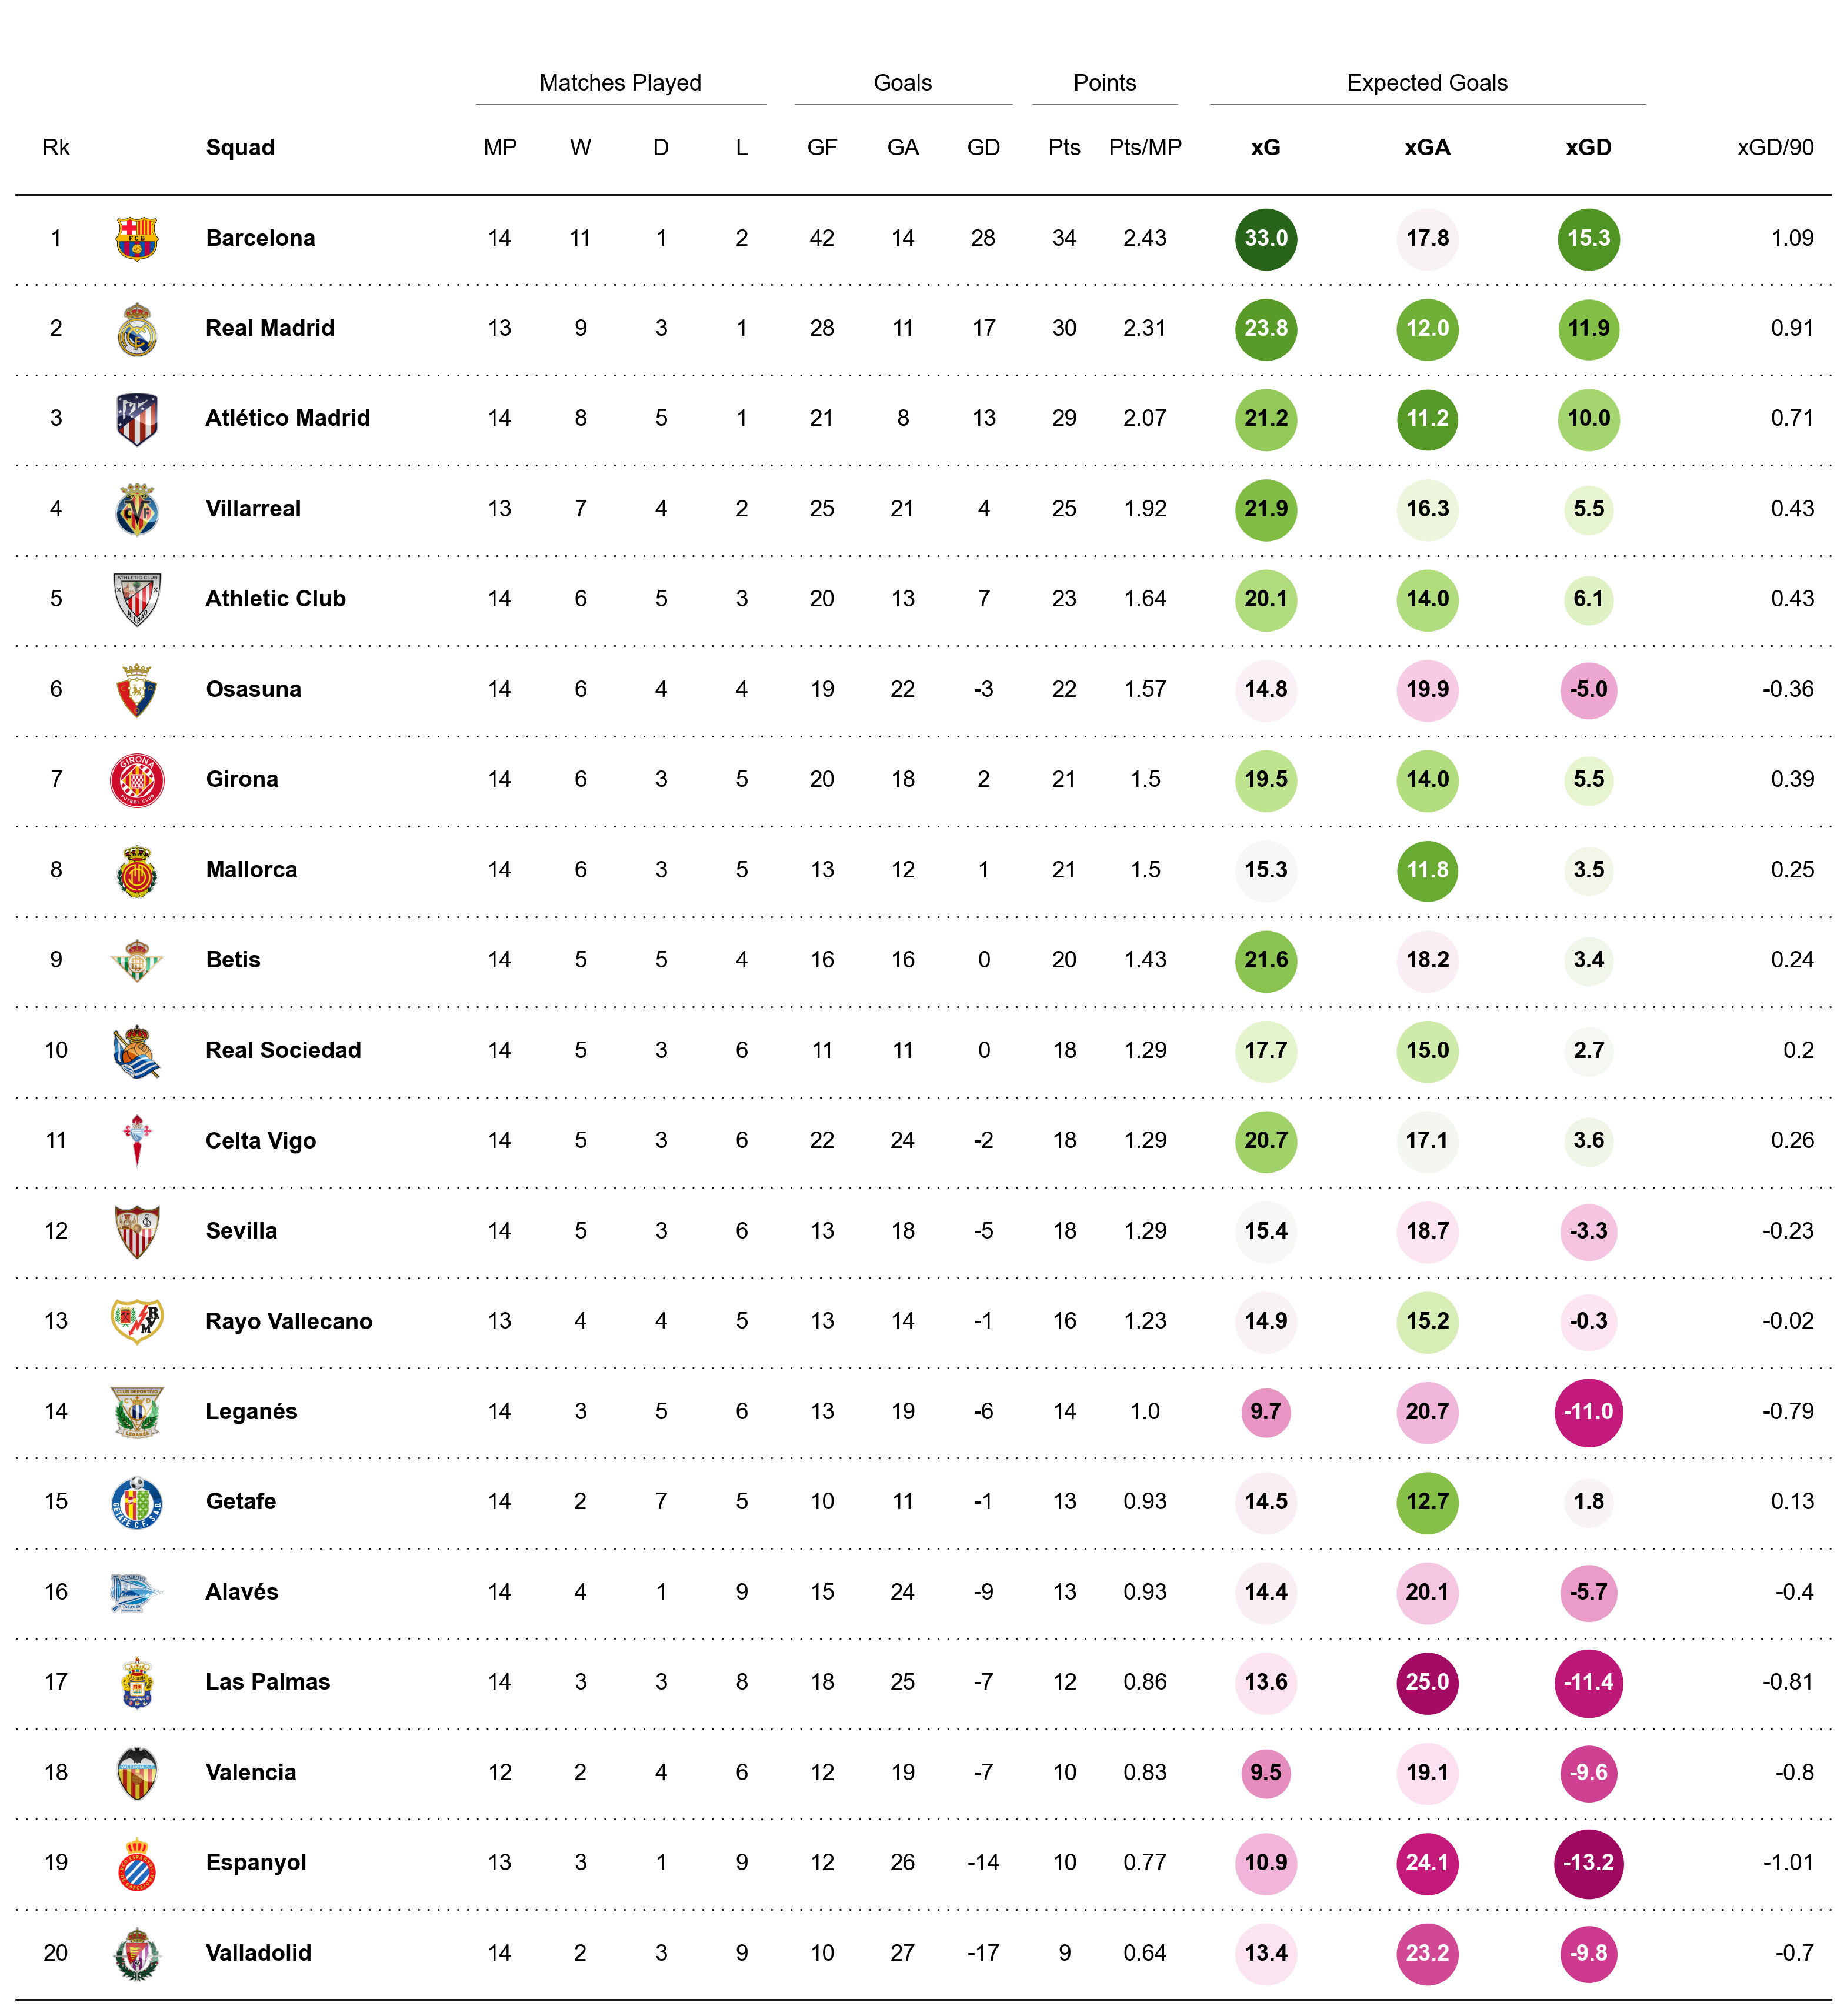 Matches Played Goals Points Expected Goals
Rk Squad MP W D L GF GA GD Pts Pts/MP xG xGA xGD xGD/90
1 Barcelona 14 11 1 2 42 14 28 34 2.43 33.0 17.8 15.3 1.09
2 Real Madrid 13 9 3 1 28 11 17 30 2.31 23.8 12.0 11.9 0.91
3 Atlético Madrid 14 8 5 1 21 8 13 29 2.07 21.2 11.2 10.0 0.71
4 Villarreal 13 7 4 2 25 21 4 25 1.92 21.9 16.3 5.5 0.43
5 Athletic Club 14 6 5 3 20 13 7 23 1.64 20.1 14.0 6.1 0.43
6 Osasuna 14 6 4 4 19 22 -3 22 1.57 14.8 19.9 -5.0 -0.36
7 Girona 14 6 3 5 20 18 2 21 1.5 19.5 14.0 5.5 0.39
8 Mallorca 14 6 3 5 13 12 1 21 1.5 15.3 11.8 3.5 0.25
9 Betis 14 5 5 4 16 16 0 20 1.43 21.6 18.2 3.4 0.24
10 Real Sociedad 14 5 3 6 11 11 0 18 1.29 17.7 15.0 2.7 0.2
11 Celta Vigo 14 5 3 6 22 24 -2 18 1.29 20.7 17.1 3.6 0.26
12 Sevilla 14 5 3 6 13 18 -5 18 1.29 15.4 18.7 -3.3 -0.23
13 Rayo Vallecano 13 4 4 5 13 14 -1 16 1.23 14.9 15.2 -0.3 -0.02
14 Leganés 14 3 5 6 13 19 -6 14 1.0 9.7 20.7 -11.0 -0.79
15 Getafe 14 2 7 5 10 11 -1 13 0.93 14.5 12.7 1.8 0.13
16 Alavés 14 4 1 9 15 24 -9 13 0.93 14.4 20.1 -5.7 -0.4
17 Las Palmas 14 3 3 8 18 25 -7 12 0.86 13.6 25.0 -11.4 -0.81
18 Valencia 12 2 4 6 12 19 -7 10 0.83 9.5 19.1 -9.6 -0.8
19 Espanyol 13 3 1 9 12 26 -14 10 0.77 10.9 24.1 -13.2 -1.01
20 Valladolid 14 2 3 9 10 27 -17 9 0.64 13.4 23.2 -9.8 -0.7